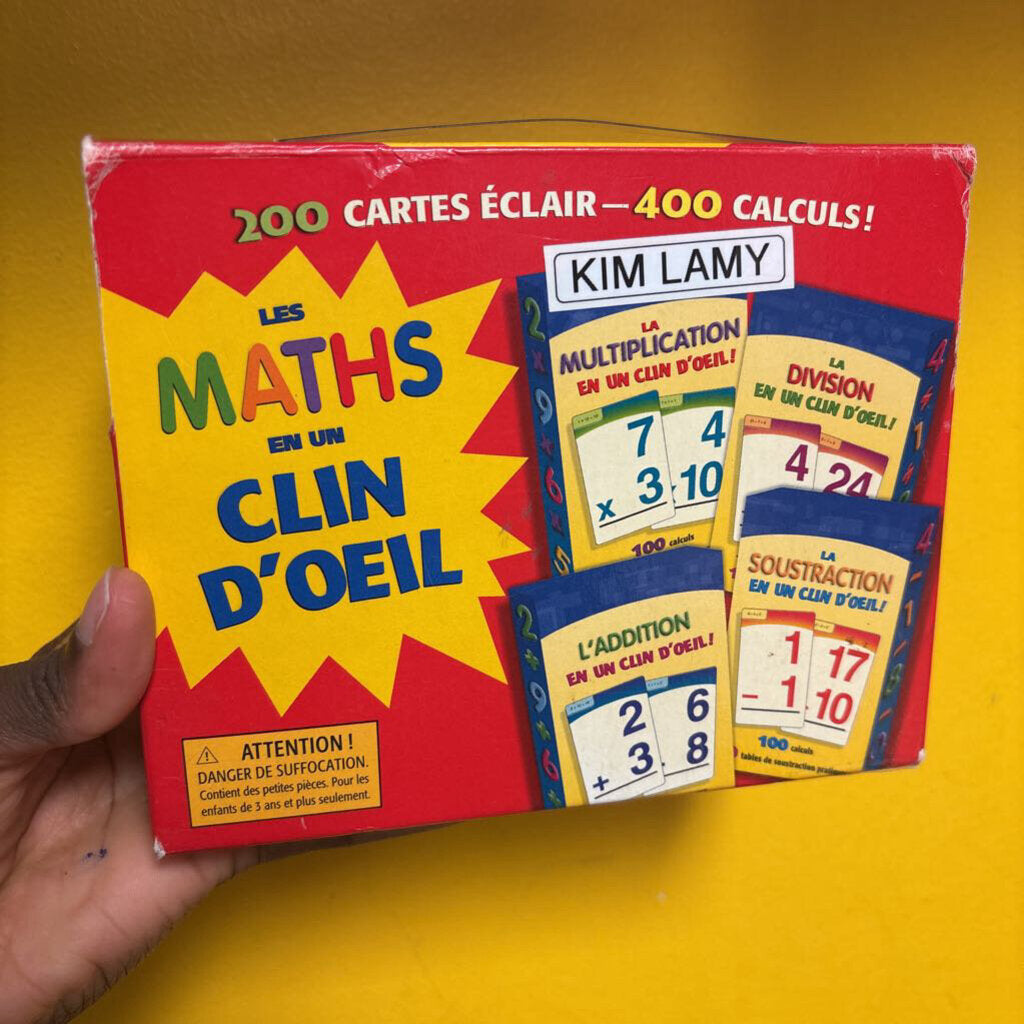 200 CARTES ÉCLAIR — 400 CALCULS!
KIM LAMY
LES
MATHS
EN UN
CLIN
D'OEIL
LA
MULTIPLICATION
EN UN CLIN D'OEIL!
7
x 3
4
10
100 calculs
LA
DIVISION
EN UN CLIN D'OEIL!
4
24
L'ADDITION
EN UN CLIN D'OEIL!
2
+ 3
6
8
LA
SOUSTRACTION
EN UN CLIN D'OEIL!
1
- 1
17
10
100 calculs
tables de soustraction
ATTENTION !
DANGER DE SUFFOCATION.
Contient des petites pièces. Pour les
enfants de 3 ans et plus seulement.